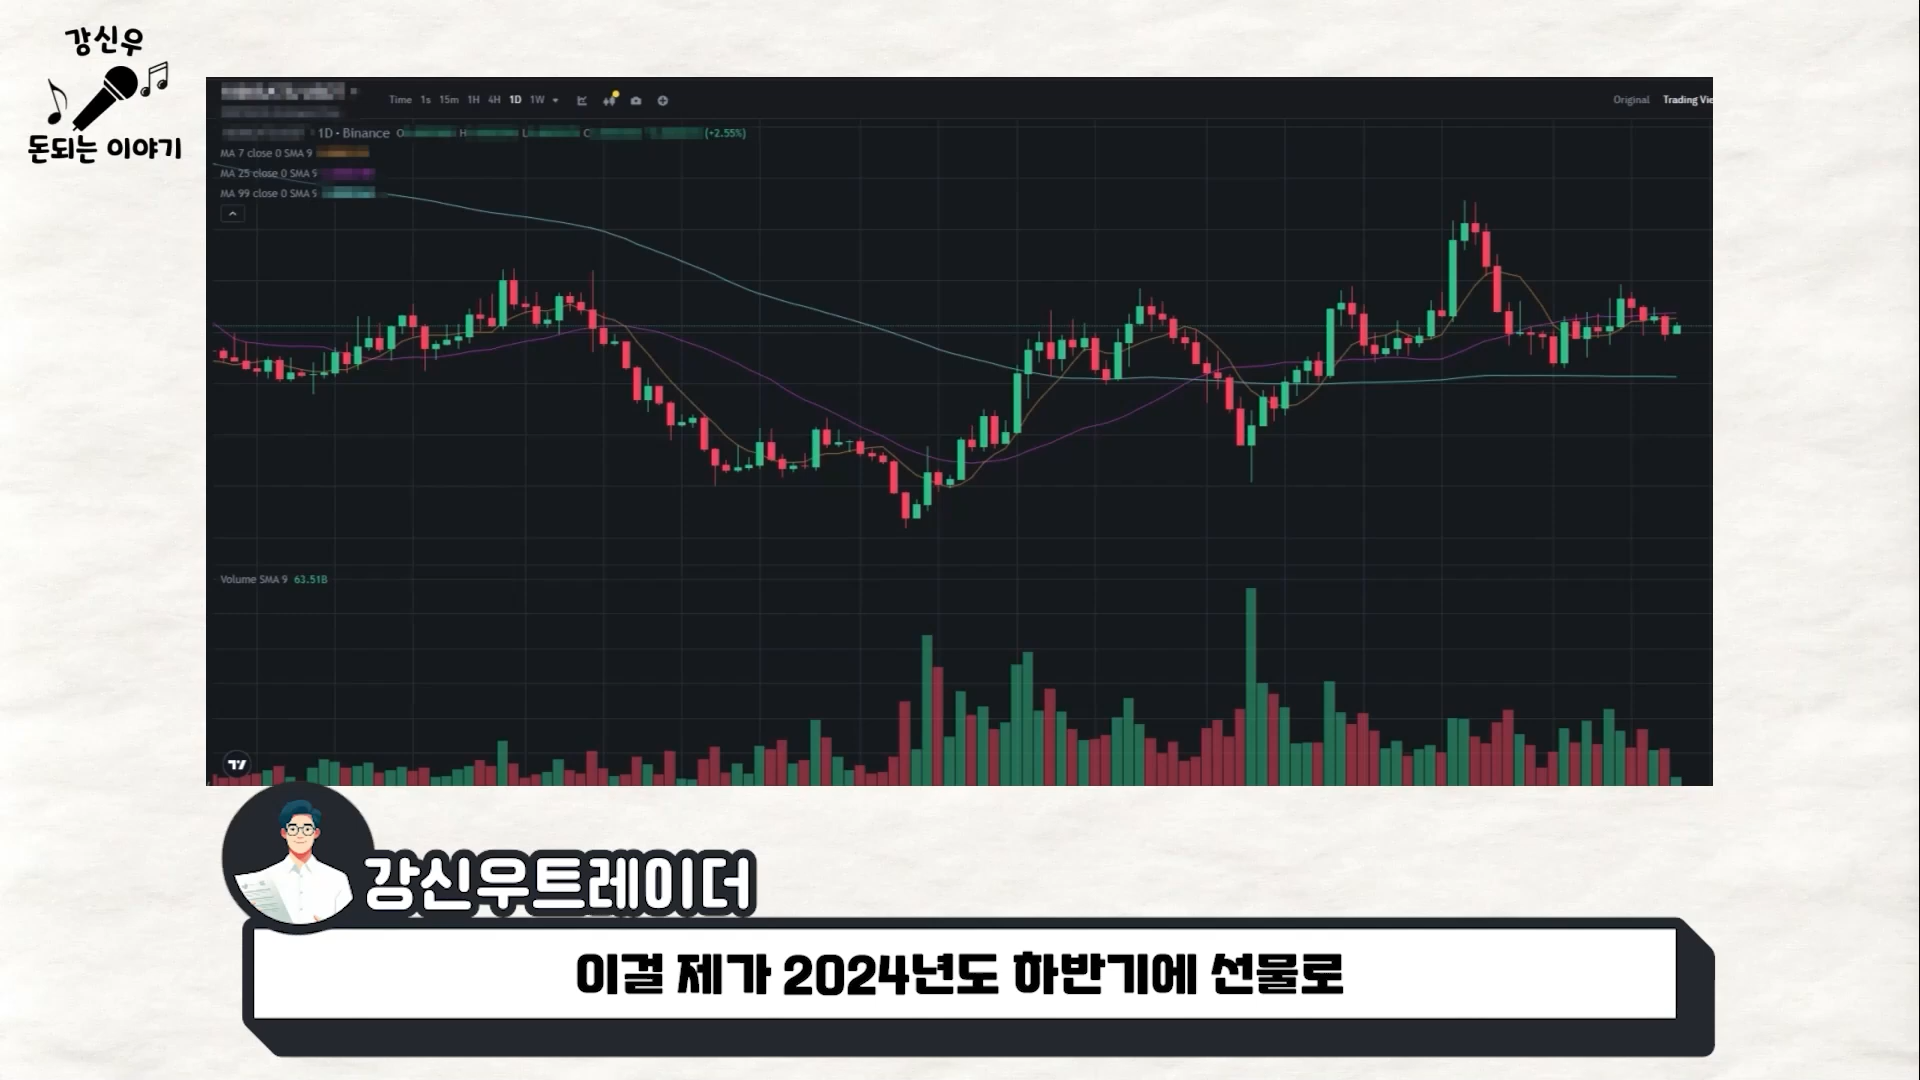 강신우
돈되는 이야기
Time 1s 15m 1H 4H 1D 1W
Original Trading Vie
1D · Binance O H L C (+2.55%)
MA 7 close 0 SMA 9
MA 25 close 0 SMA 9
MA 99 close 0 SMA 9
Volume SMA 9 63.51B
강신우트레이더
이걸 제가 2024년도 하반기에 선물로